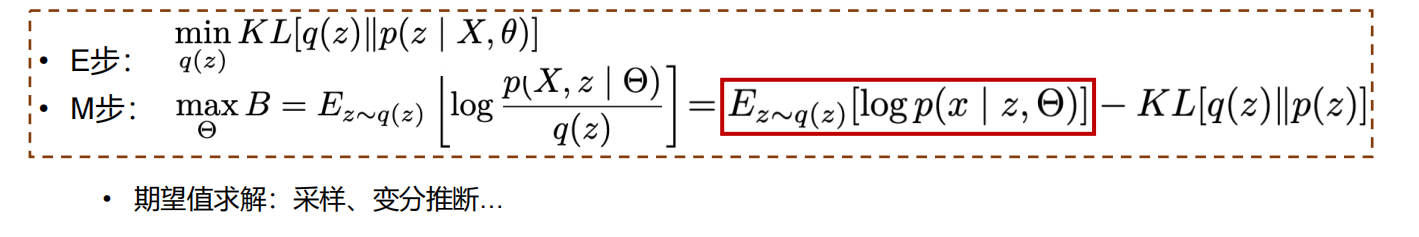 • E步： min_{q(z)} KL[q(z)‖p(z | X, θ)]
• M步： max_Θ B = E_{z∼q(z)} [log p(X, z | Θ) / q(z)] = E_{z∼q(z)}[log p(x | z, Θ)] − KL[q(z)‖p(z)]
• 期望值求解：采样、变分推断…